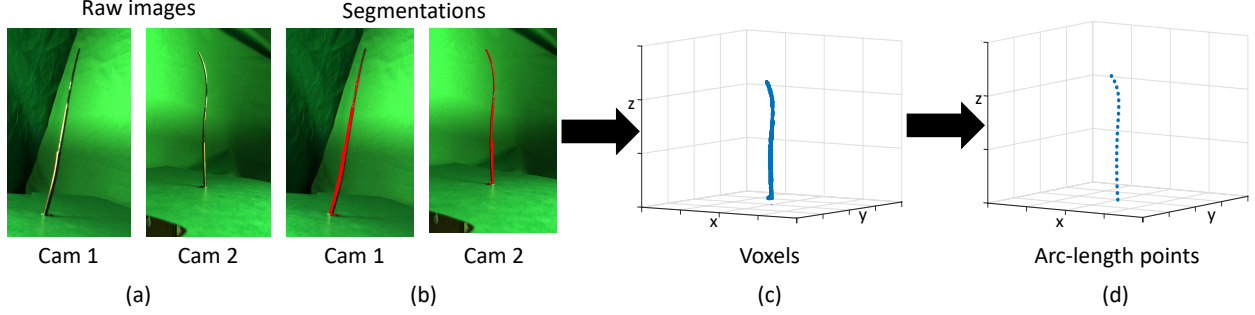 Raw images
Segmentations
z
x
y
z
x
y
Cam 1
Cam 2
Cam 1
Cam 2
Voxels
Arc-length points
(a)
(b)
(c)
(d)